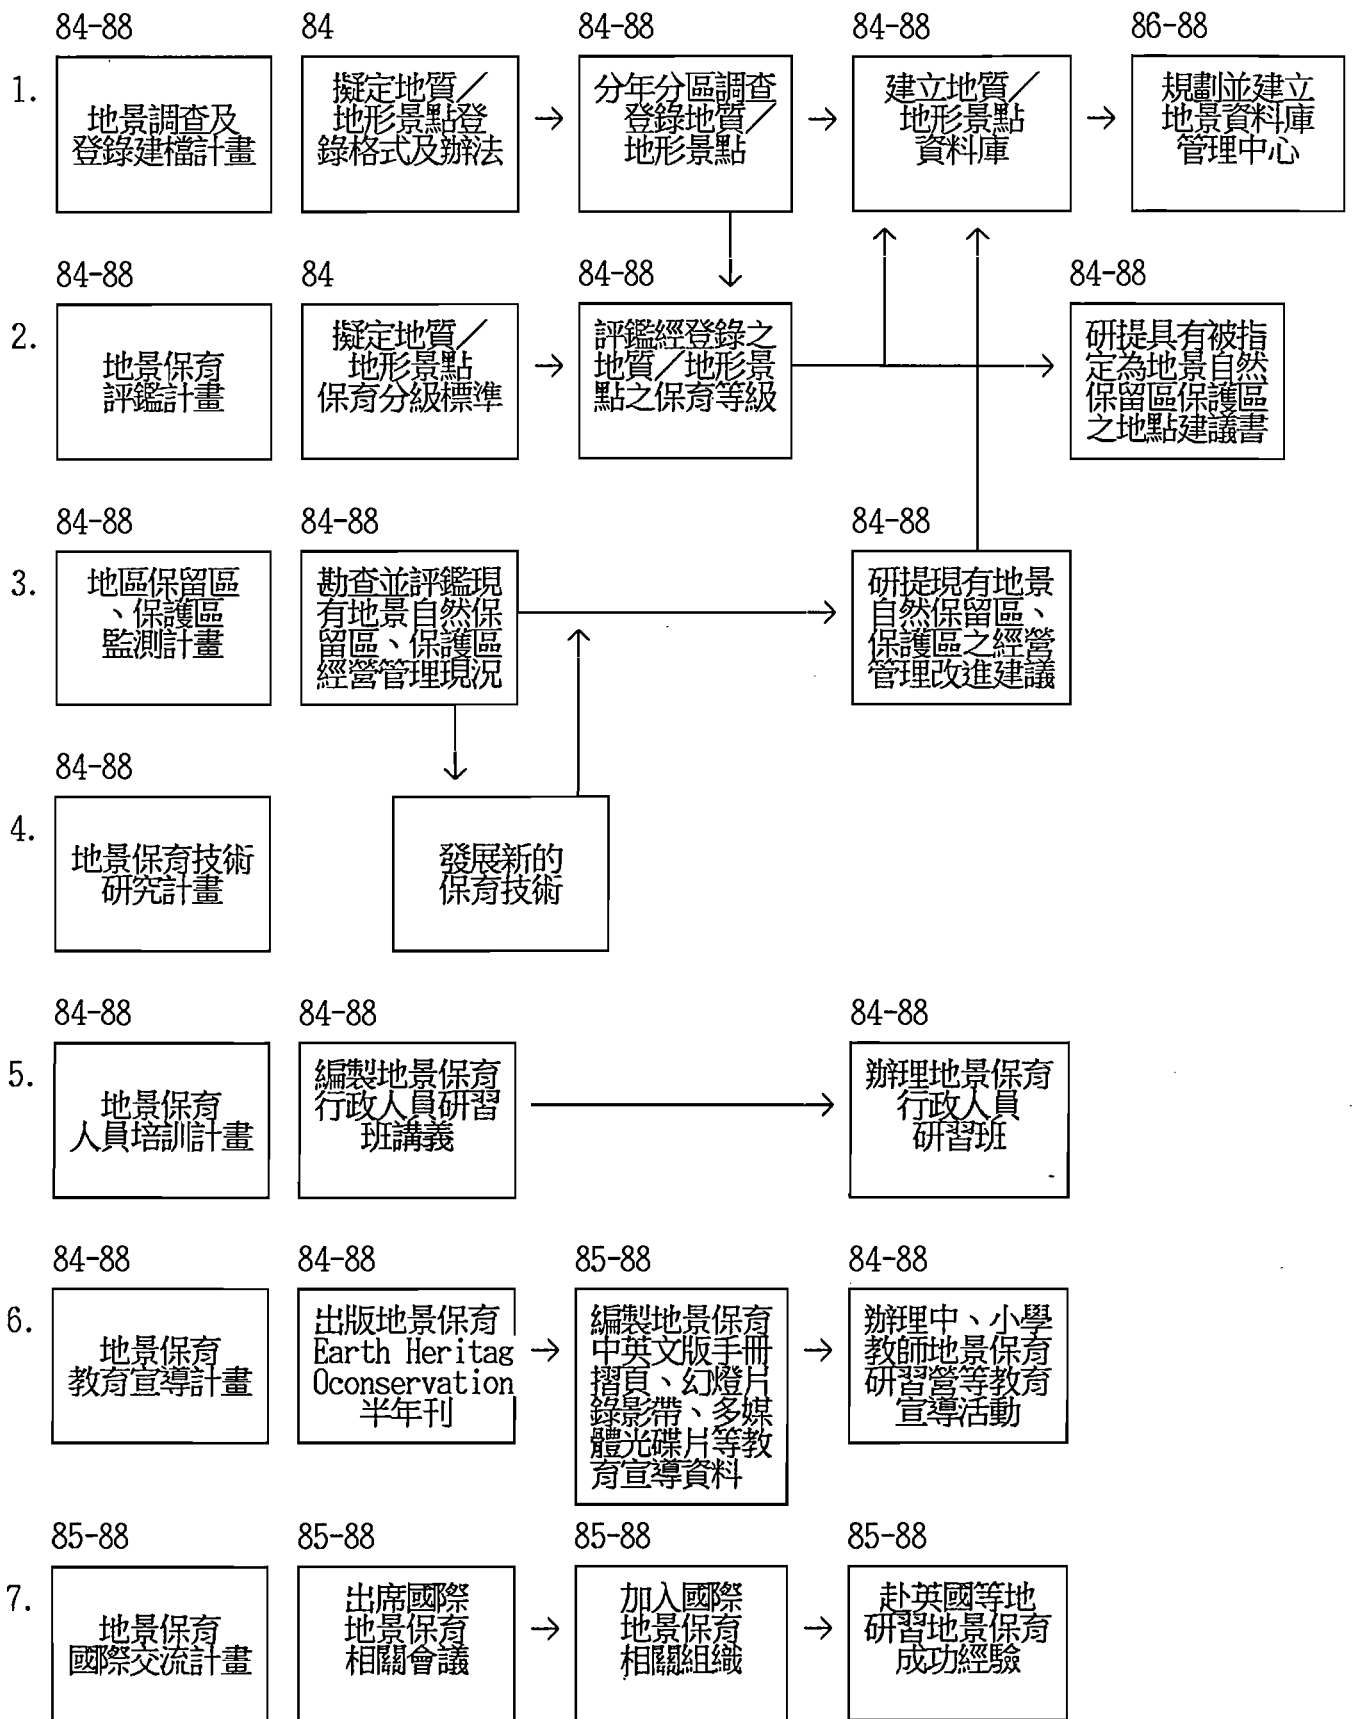 84-88
84
84-88
84-88
86-88
1.
地景調查及
登錄建檔計畫
擬定地質／
地形景點登
錄格式及辦法
→
分年分區調查
登錄地質／
地形景點
→
建立地質／
地形景點
資料庫
→
規劃並建立
地景資料庫
管理中心
84-88
84
84-88
84-88
2.
地景保育
評鑑計畫
擬定地質／
地形景點
保育分級標準
→
評鑑經登錄之
地質／地形景
點之保育等級
研提具有被指
定為地景自然
保留區保護區
之地點建議書
84-88
84-88
84-88
3.
地區保留區
、保護區
監測計畫
勘查並評鑑現
有地景自然保
留區、保護區
經營管理現況
研提現有地景
自然保留區、
保護區之經營
管理改進建議
84-88
4.
地景保育技術
研究計畫
發展新的
保育技術
84-88
84-88
84-88
5.
地景保育
人員培訓計畫
編製地景保育
行政人員研習
班講義
辦理地景保育
行政人員
研習班
84-88
84-88
85-88
84-88
6.
地景保育
教育宣導計畫
出版地景保育
Earth Heritag
Oconservation
半年刊
→
編製地景保育
中英文版手冊
摺頁、幻燈片
錄影帶、多媒
體光碟片等教
育宣導資料
→
辦理中、小學
教師地景保育
研習營等教育
宣導活動
85-88
85-88
85-88
85-88
7.
地景保育
國際交流計畫
出席國際
地景保育
相關會議
→
加入國際
地景保育
相關組織
→
赴英國等地
研習地景保育
成功經驗